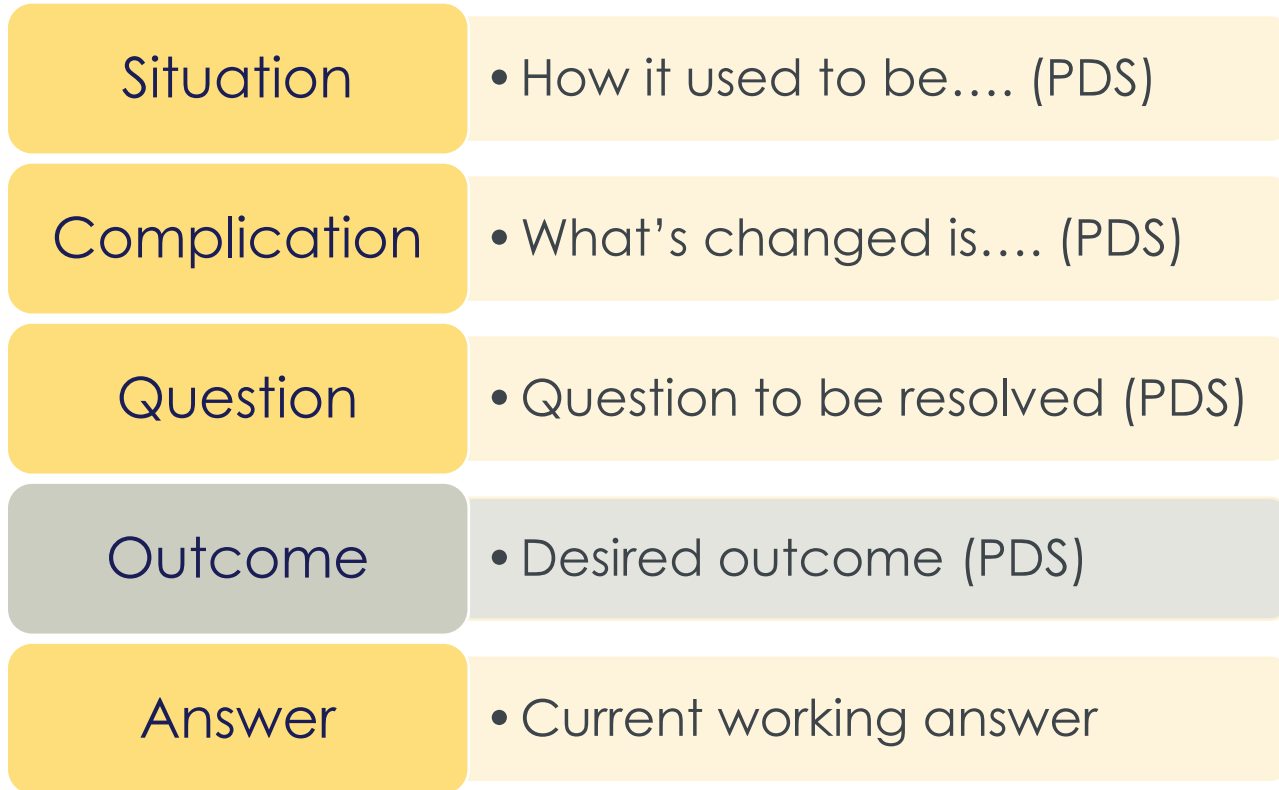 Situation
• How it used to be.... (PDS)
Complication
• What’s changed is.... (PDS)
Question
• Question to be resolved (PDS)
Outcome
• Desired outcome (PDS)
Answer
• Current working answer